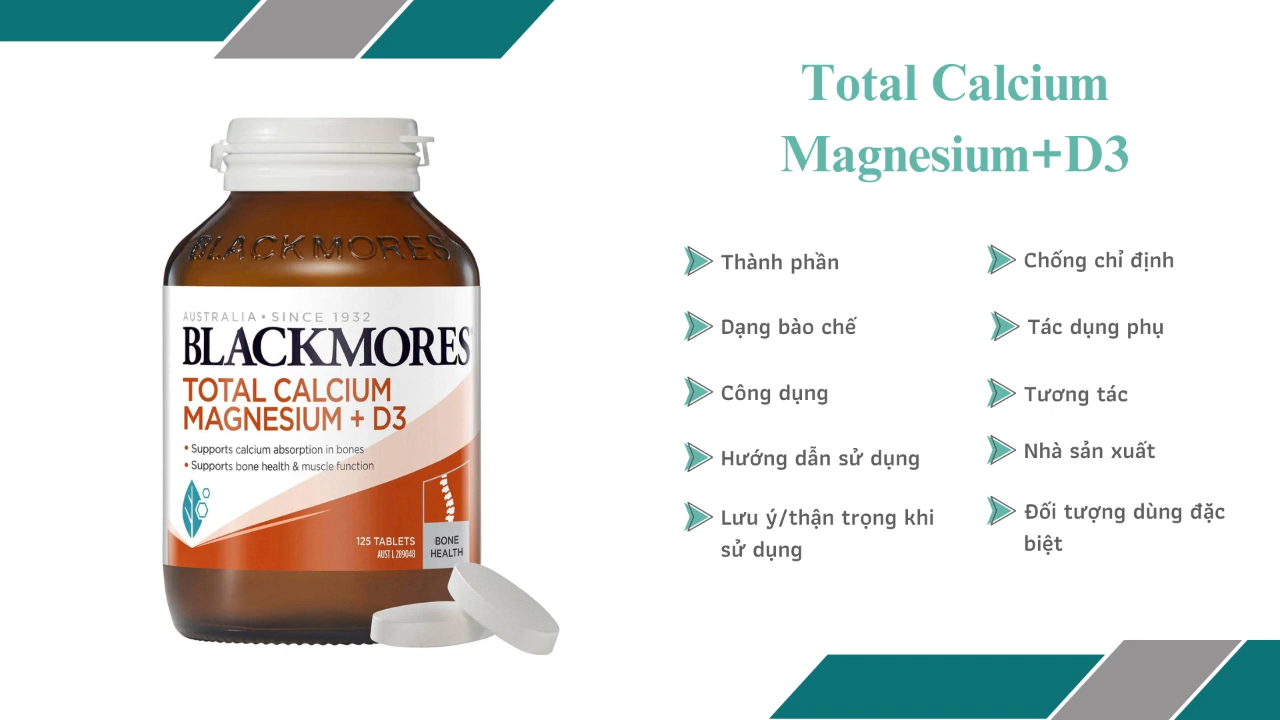 Total Calcium
Magnesium+D3
BLACKMORES
AUSTRALIA • SINCE 1932
BLACKMORES
TOTAL CALCIUM
MAGNESIUM + D3
• Supports calcium absorption in bones
• Supports bone health & muscle function
125 TABLETS
AUST L 289048
BONE
HEALTH
Thành phần
Dạng bào chế
Công dụng
Hướng dẫn sử dụng
Lưu ý/thận trọng khi
sử dụng
Chống chỉ định
Tác dụng phụ
Tương tác
Nhà sản xuất
Đối tượng dùng đặc
biệt